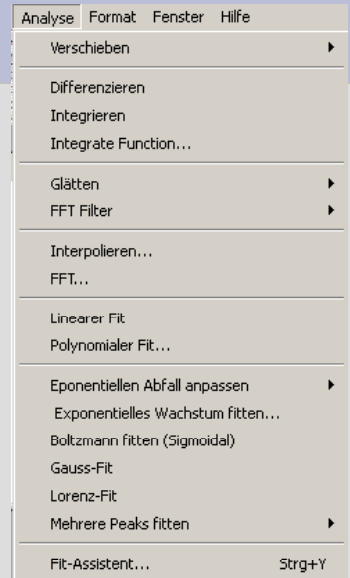 Analyse Format Fenster Hilfe
Verschieben
Differenzieren
Integrieren
Integrate Function...
Glätten
FFT Filter
Interpolieren...
FFT...
Linearer Fit
Polynomialer Fit...
Eponentiellen Abfall anpassen
Exponentielles Wachstum fitten...
Boltzmann fitten (Sigmoidal)
Gauss-Fit
Lorenz-Fit
Mehrere Peaks fitten
Fit-Assistent... Strg+Y